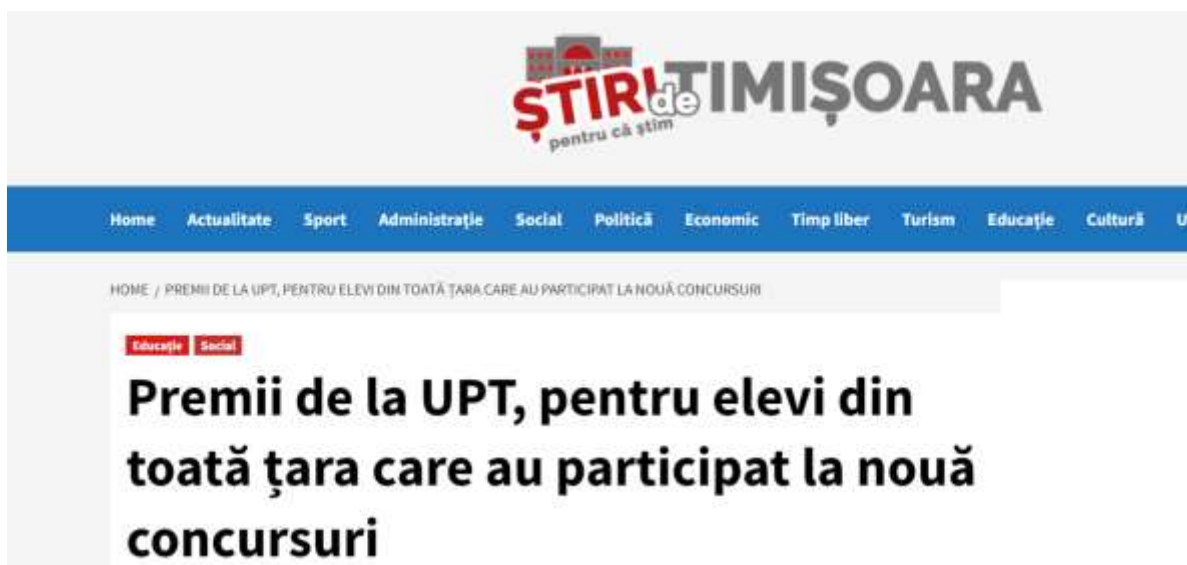 ȘTIRI de TIMIȘOARA
pentru că știm
Home Actualitate Sport Administrație Social Politică Economic Timp liber Turism Educație Cultură U
HOME / PREMII DE LA UPT, PENTRU ELEVI DIN TOATĂ ȚARA CARE AU PARTICIPAT LA NOUĂ CONCURSURI
Educație Social
Premii de la UPT, pentru elevi din
toată țara care au participat la nouă
concursuri